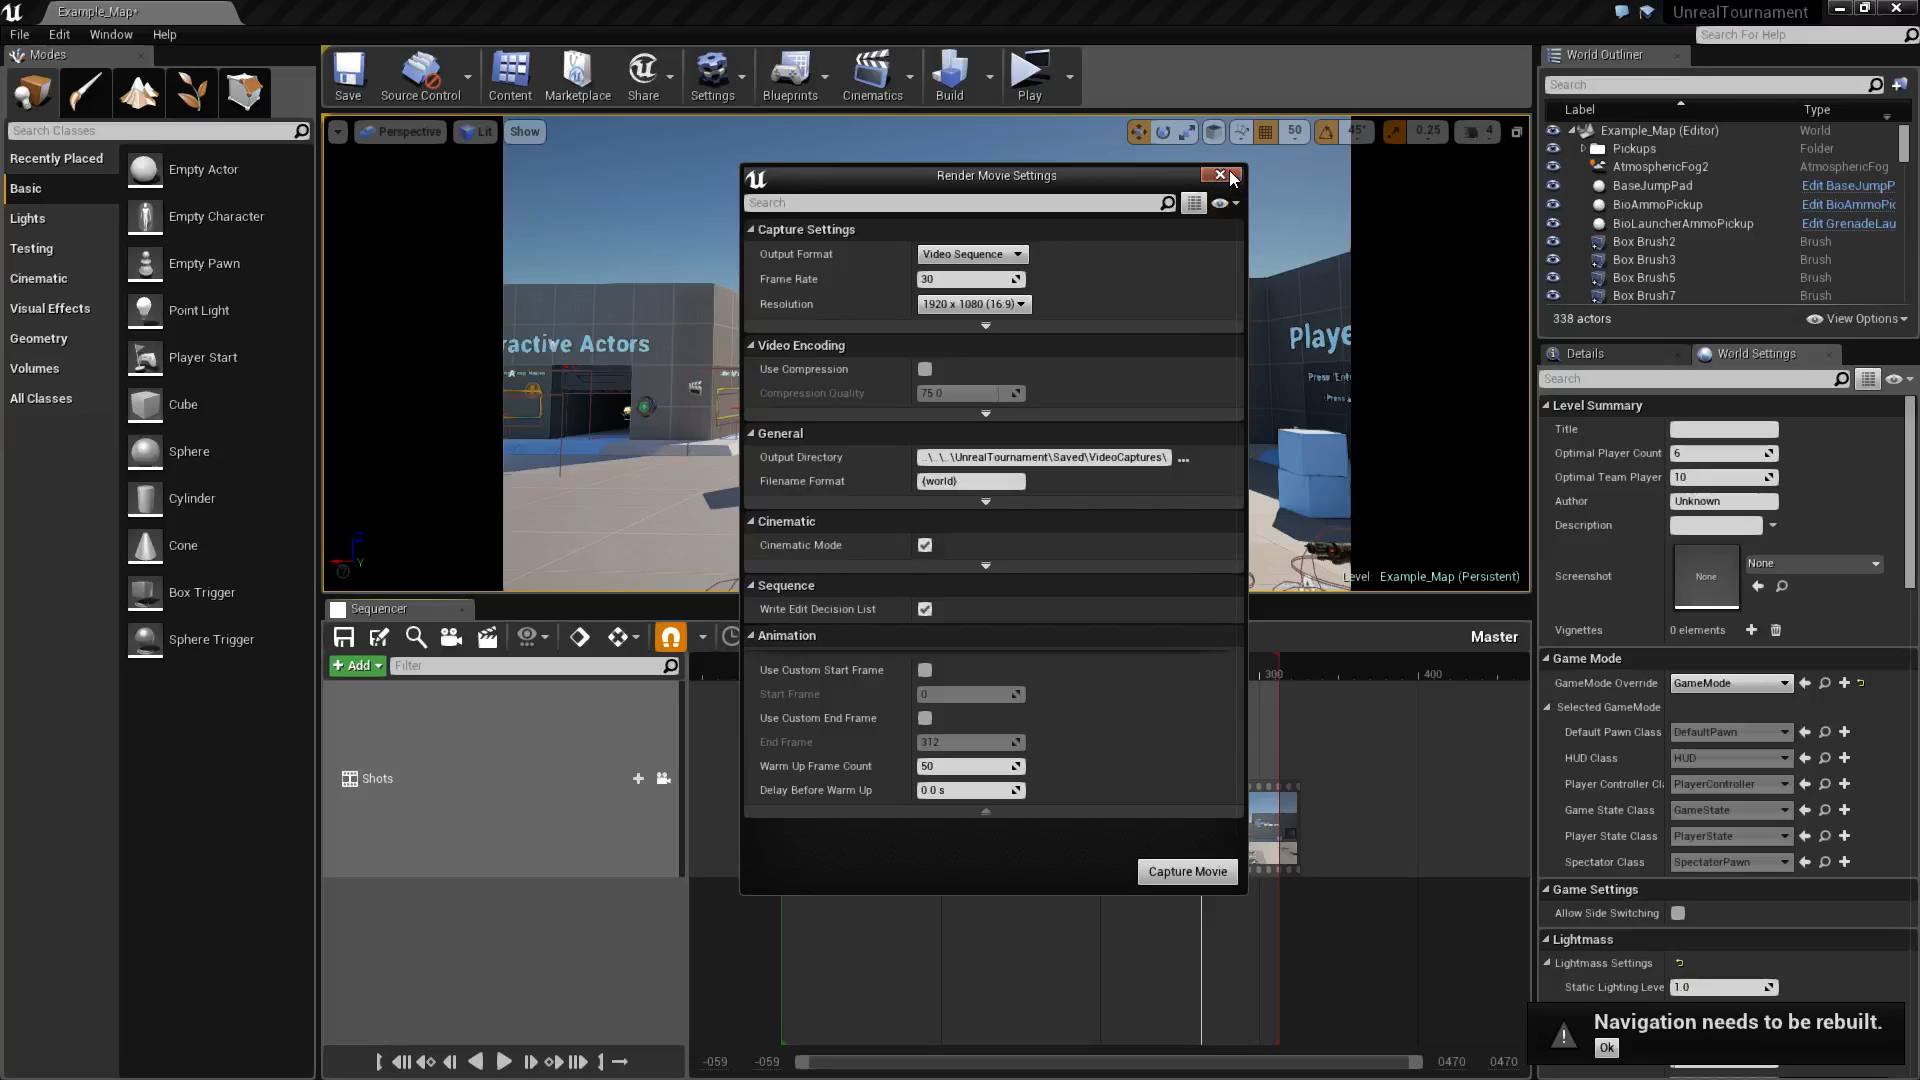 Example_Map*
UnrealTournament
File Edit Window Help
Search For Help
Modes
Save
Source Control
Content
Marketplace
Share
Settings
Blueprints
Cinematics
Build
Play
Search Classes
Recently Placed
Basic
Lights
Testing
Cinematic
Visual Effects
Geometry
Volumes
All Classes
Empty Actor
Empty Character
Empty Pawn
Point Light
Player Start
Cube
Sphere
Cylinder
Cone
Box Trigger
Sphere Trigger
Perspective
Lit
Show
50
45°
0.25
4
ractive Actors
Playe
Level: Example_Map (Persistent)
Render Movie Settings
Search
Capture Settings
Output Format Video Sequence
Frame Rate 30
Resolution 1920 x 1080 (16:9)
Video Encoding
Use Compression
Compression Quality 75.0
General
Output Directory ..\..\..\UnrealTournament\Saved\VideoCaptures\ ...
Filename Format {world}
Cinematic
Cinematic Mode
Sequence
Write Edit Decision List
Animation
Use Custom Start Frame
Start Frame 0
Use Custom End Frame
End Frame 312
Warm Up Frame Count 50
Delay Before Warm Up 0.0 s
Capture Movie
Sequencer
Master
Add
Filter
300
400
Shots
-059
-059
0470
0470
World Outliner
Search
Label Type
Example_Map (Editor) World
Pickups Folder
AtmosphericFog2 AtmosphericFog
BaseJumpPad Edit BaseJumpP
BioAmmoPickup Edit BioAmmoPic
BioLauncherAmmoPickup Edit GrenadeLau
Box Brush2 Brush
Box Brush3 Brush
Box Brush5 Brush
Box Brush7 Brush
338 actors
View Options
Details
World Settings
Search
Level Summary
Title
Optimal Player Count 6
Optimal Team Player 10
Author Unknown
Description
Screenshot None None
Vignettes 0 elements
Game Mode
GameMode Override GameMode
Selected GameMode
Default Pawn Class DefaultPawn
HUD Class HUD
Player Controller Cl PlayerController
Game State Class GameState
Player State Class PlayerState
Spectator Class SpectatorPawn
Game Settings
Allow Side Switching
Lightmass
Lightmass Settings
Static Lighting Leve 1.0
Navigation needs to be rebuilt.
Ok